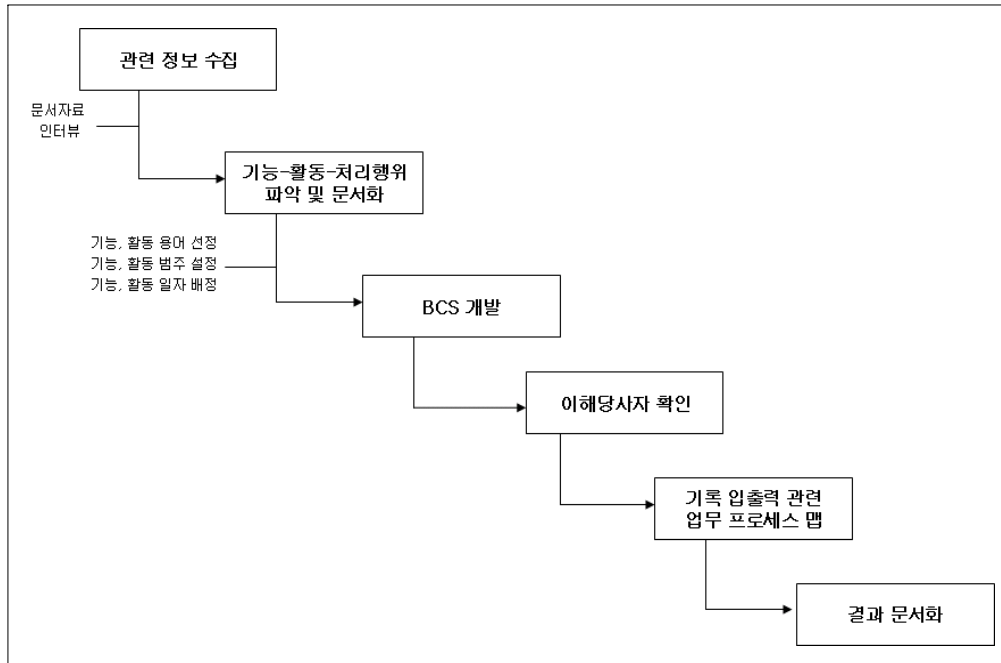 관련 정보 수집
문서자료
인터뷰
기능-활동-처리행위
파악 및 문서화
기능, 활동 용어 선정
기능, 활동 범주 설정
기능, 활동 일자 배정
BCS 개발
이해당사자 확인
기록 입출력 관련
업무 프로세스 맵
결과 문서화